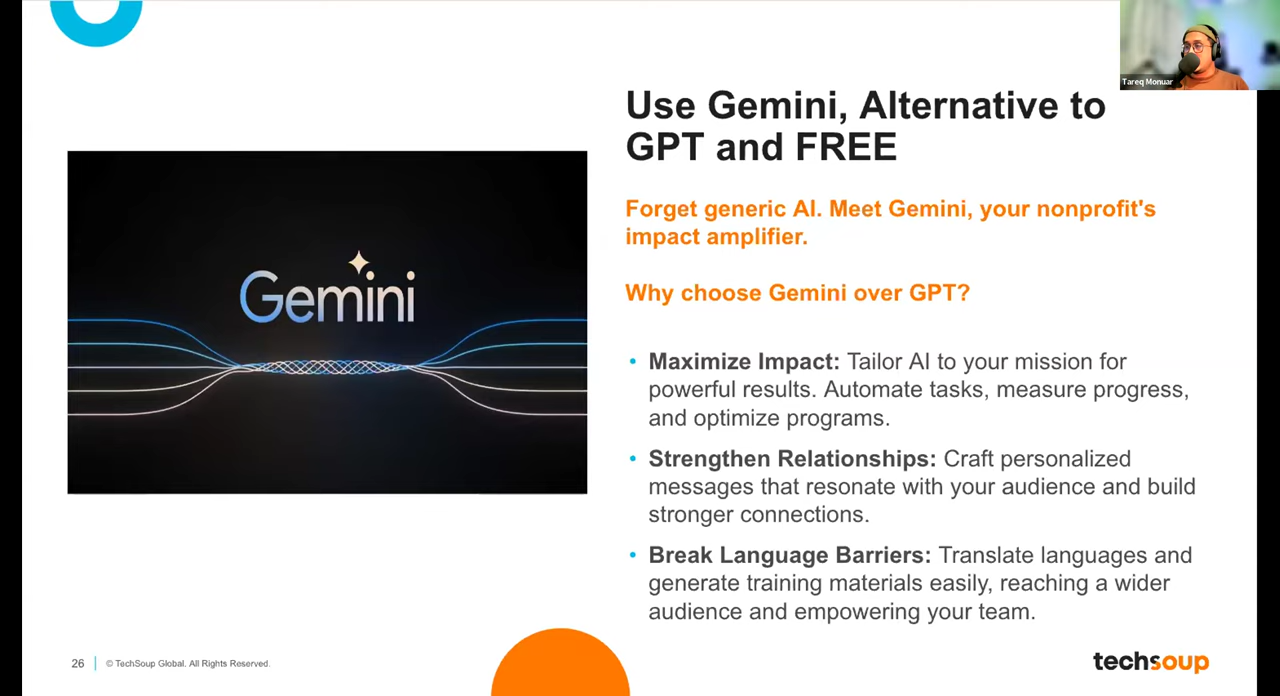 Tareq Monuar
Use Gemini, Alternative to
GPT and FREE
Forget generic AI. Meet Gemini, your nonprofit's
impact amplifier.
Why choose Gemini over GPT?
Gemini
• Maximize Impact: Tailor AI to your mission for
powerful results. Automate tasks, measure progress,
and optimize programs.
• Strengthen Relationships: Craft personalized
messages that resonate with your audience and build
stronger connections.
• Break Language Barriers: Translate languages and
generate training materials easily, reaching a wider
audience and empowering your team.
26 | © TechSoup Global. All Rights Reserved.
techsoup